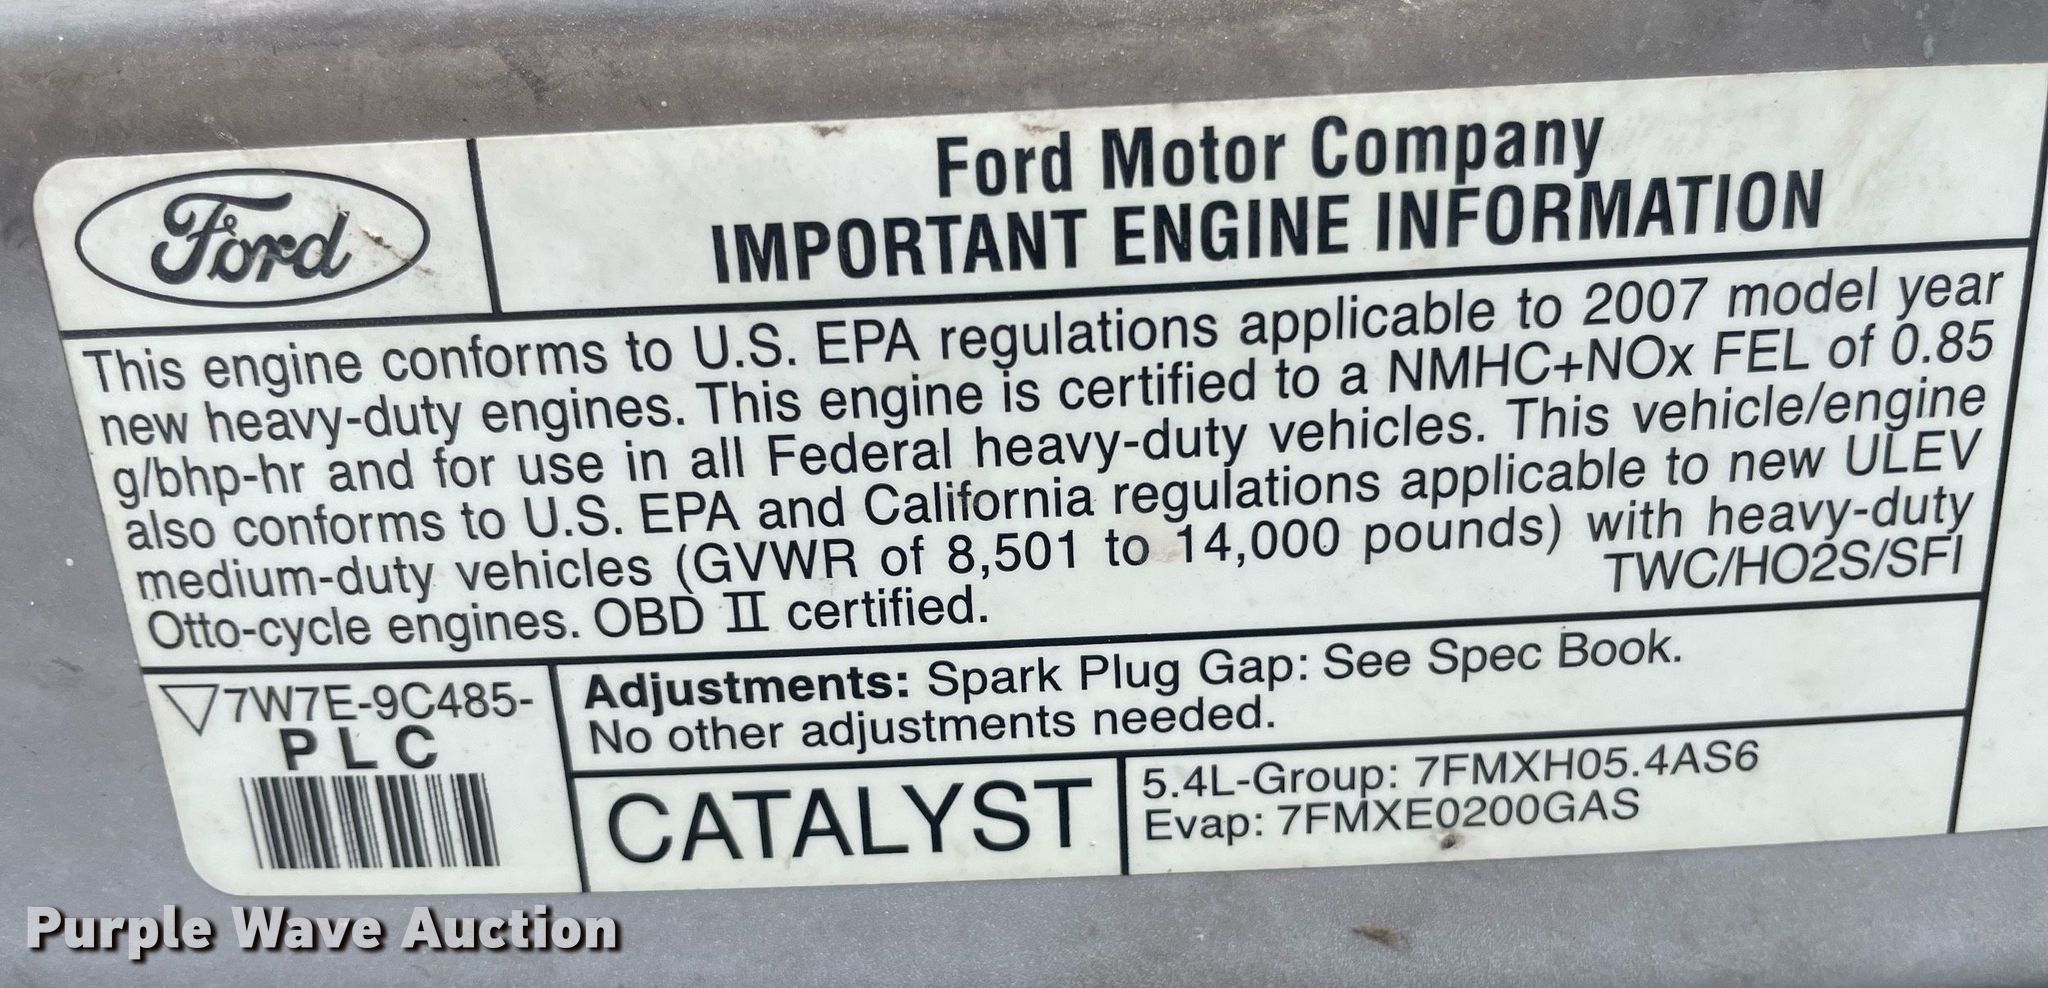 Ford
Ford Motor Company
IMPORTANT ENGINE INFORMATION
This engine conforms to U.S. EPA regulations applicable to 2007 model year
new heavy-duty engines. This engine is certified to a NMHC+NOx FEL of 0.85
g/bhp-hr and for use in all Federal heavy-duty vehicles. This vehicle/engine
also conforms to U.S. EPA and California regulations applicable to new ULEV
medium-duty vehicles (GVWR of 8,501 to 14,000 pounds) with heavy-duty
Otto-cycle engines. OBD II certified.
TWC/HO2S/SFI
7W7E-9C485-
PLC
Adjustments: Spark Plug Gap: See Spec Book.
No other adjustments needed.
CATALYST
5.4L-Group: 7FMXH05.4AS6
Evap: 7FMXE0200GAS
Purple Wave Auction